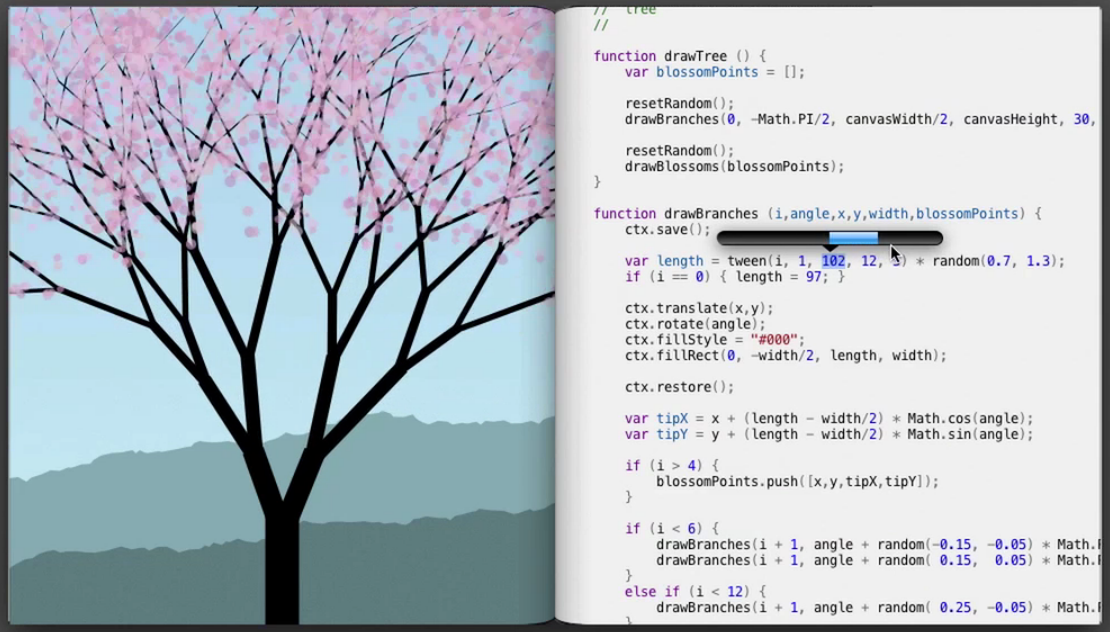 //  tree
//
function drawTree () {
    var blossomPoints = [];
    resetRandom();
    drawBranches(0, -Math.PI/2, canvasWidth/2, canvasHeight, 30,
    resetRandom();
    drawBlossoms(blossomPoints);
}
function drawBranches (i,angle,x,y,width,blossomPoints) {
    ctx.save();
    var length = tween(i, 1, 102, 12, ) * random(0.7, 1.3);
    if (i == 0) { length = 97; }
    ctx.translate(x,y);
    ctx.rotate(angle);
    ctx.fillStyle = "#000";
    ctx.fillRect(0, -width/2, length, width);
    ctx.restore();
    var tipX = x + (length - width/2) * Math.cos(angle);
    var tipY = y + (length - width/2) * Math.sin(angle);
    if (i > 4) {
        blossomPoints.push([x,y,tipX,tipY]);
    }
    if (i < 6) {
        drawBranches(i + 1, angle + random(-0.15, -0.05) * Math.
        drawBranches(i + 1, angle + random( 0.15,  0.05) * Math.
    }
    else if (i < 12) {
        drawBranches(i + 1, angle + random( 0.25, -0.05) * Math.
    }